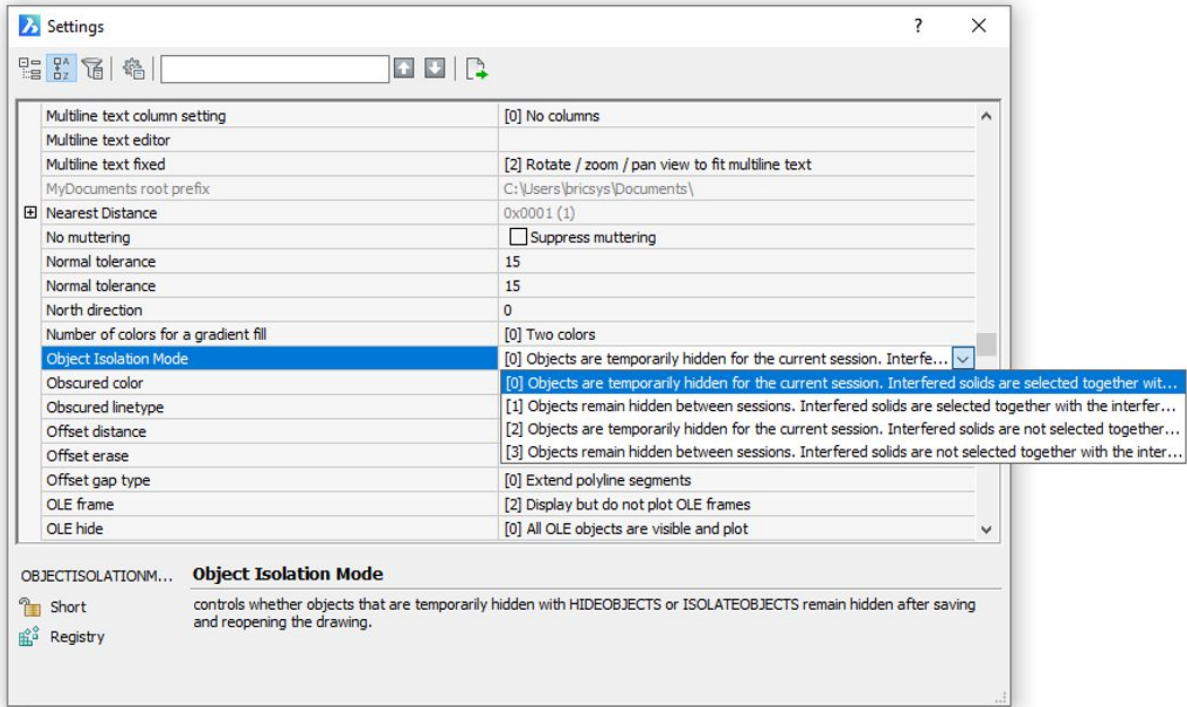 Settings
?
Multiline text column setting [0] No columns
Multiline text editor
Multiline text fixed [2] Rotate / zoom / pan view to fit multiline text
MyDocuments root prefix C:\Users\bricsys\Documents\
Nearest Distance 0x0001 (1)
No muttering Suppress muttering
Normal tolerance 15
Normal tolerance 15
North direction 0
Number of colors for a gradient fill [0] Two colors
Object Isolation Mode [0] Objects are temporarily hidden for the current session. Interfe...
Obscured color [0] Objects are temporarily hidden for the current session. Interfered solids are selected together wit...
Obscured linetype [1] Objects remain hidden between sessions. Interfered solids are selected together with the interfer...
Offset distance [2] Objects are temporarily hidden for the current session. Interfered solids are not selected together...
Offset erase [3] Objects remain hidden between sessions. Interfered solids are not selected together with the inter...
Offset gap type [0] Extend polyline segments
OLE frame [2] Display but do not plot OLE frames
OLE hide [0] All OLE objects are visible and plot
OBJECTISOLATIONM... Object Isolation Mode
Short controls whether objects that are temporarily hidden with HIDEOBJECTS or ISOLATEOBJECTS remain hidden after saving
and reopening the drawing.
Registry